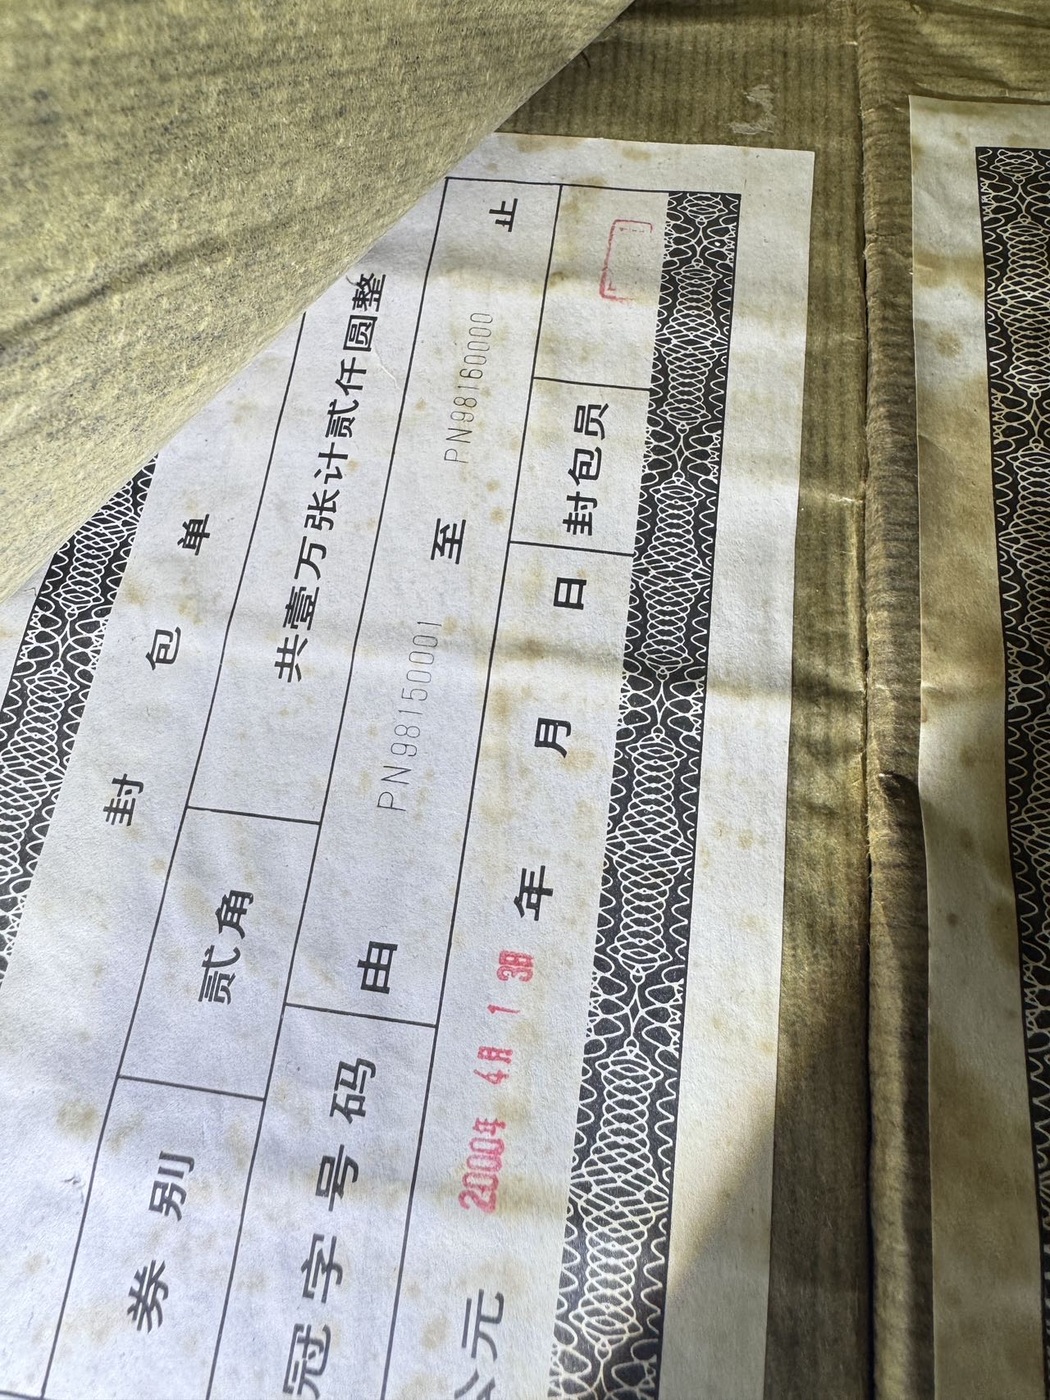 封包单
券别 贰角 共壹万张计贰仟圆整
冠字号码 由 PN98150001 至 PN98160000 止
公元 2000年 4月 13日 年 月 日 封包员